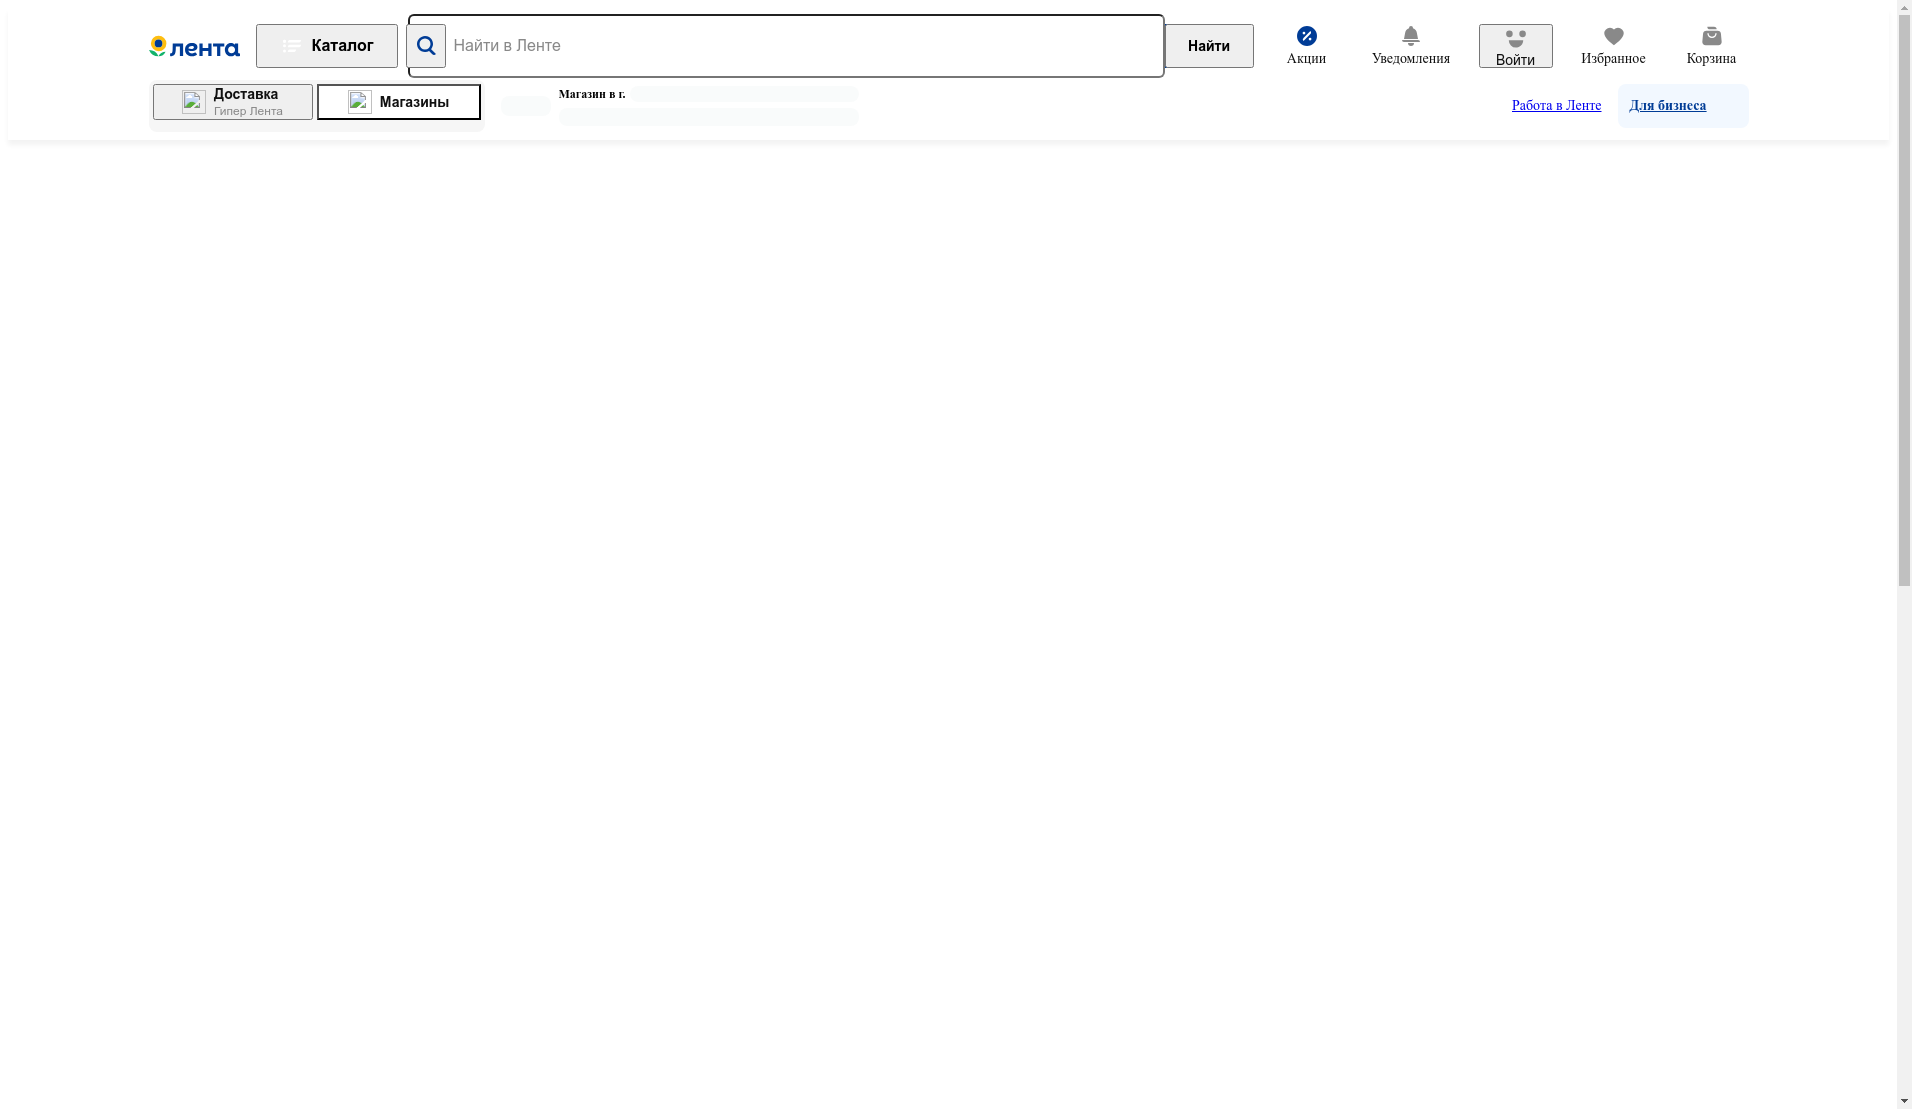 лента
Каталог
Найти в Ленте
Найти
Акции
Уведомления
Войти
Избранное
Корзина
Доставка
Гипер Лента
Магазины
Магазин в г.
Работа в Ленте
Для бизнеса